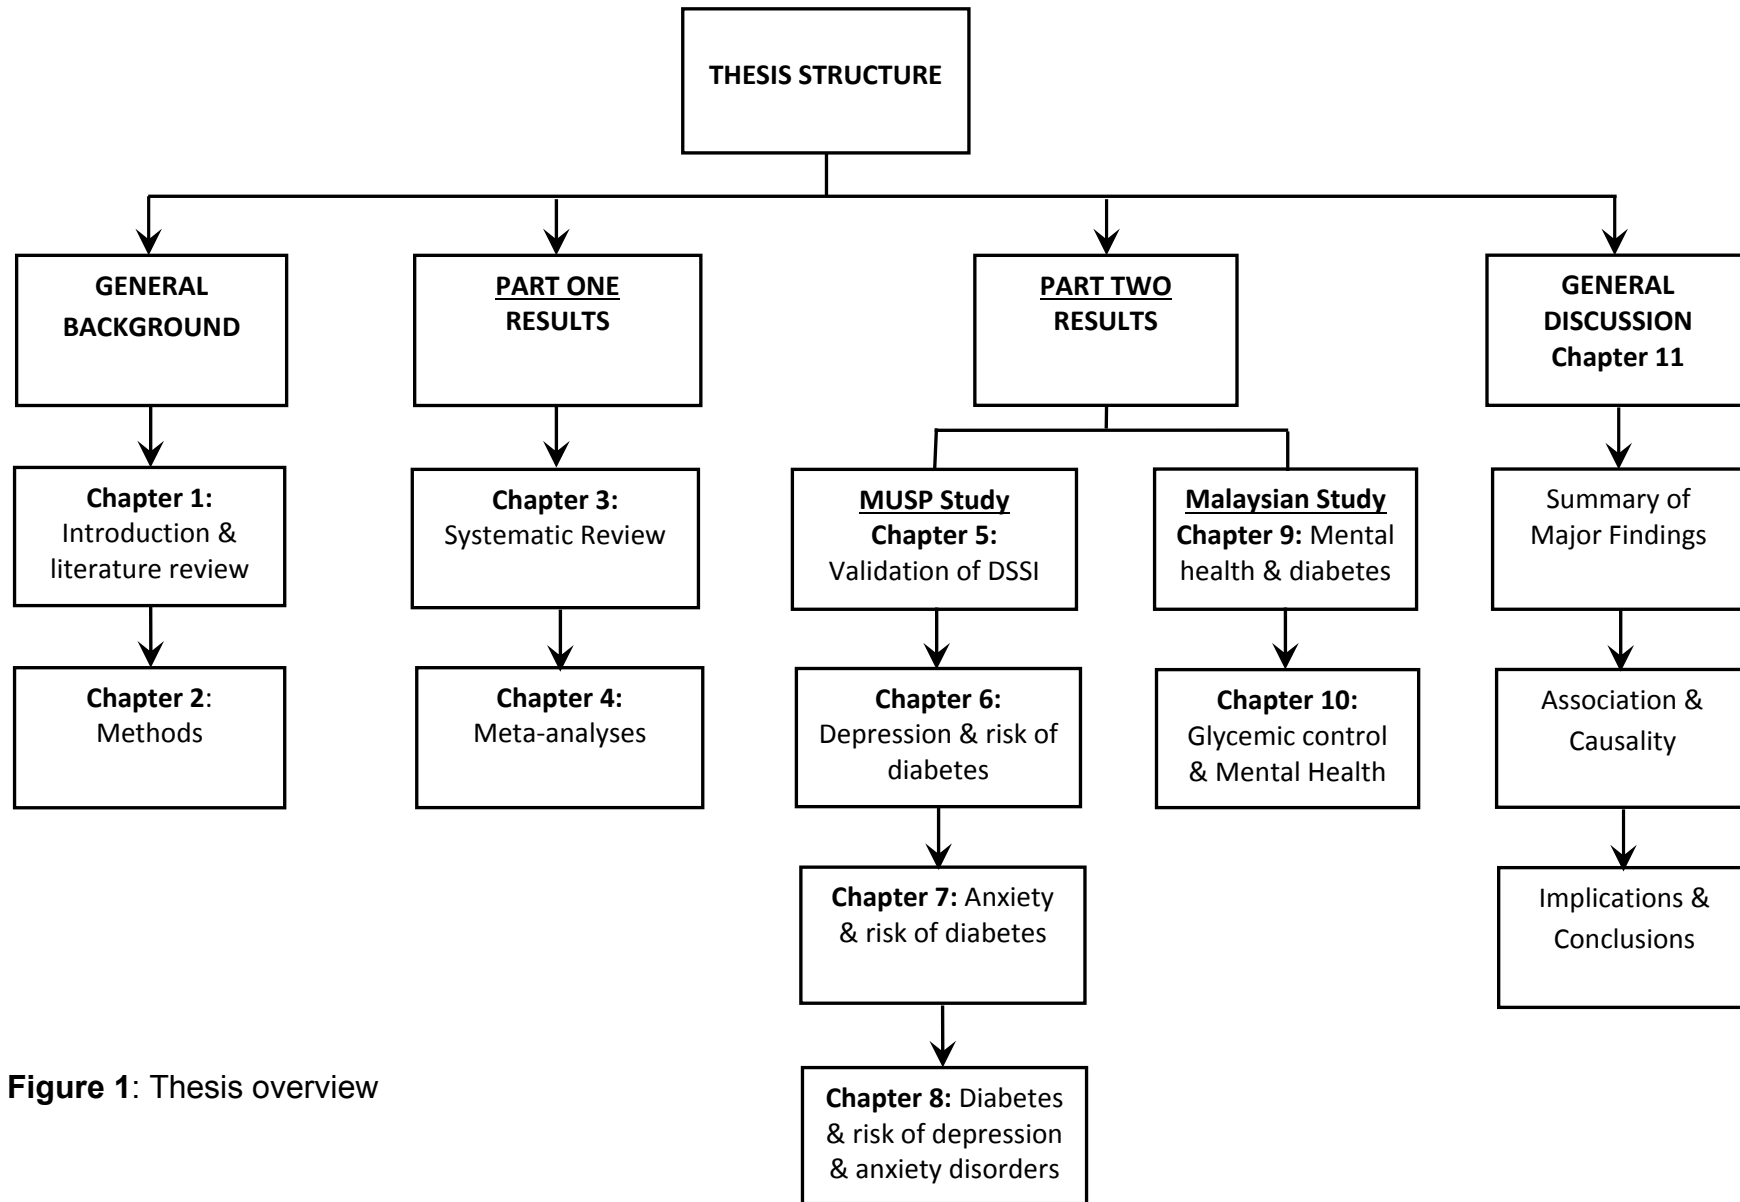 THESIS STRUCTURE
GENERAL
BACKGROUND
PART ONE
RESULTS
PART TWO
RESULTS
GENERAL
DISCUSSION
Chapter 11
Chapter 1:
Introduction &
literature review
Chapter 3:
Systematic Review
MUSP Study
Chapter 5:
Validation of DSSI
Malaysian Study
Chapter 9: Mental
health & diabetes
Summary of
Major Findings
Chapter 2:
Methods
Chapter 4:
Meta-analyses
Chapter 6:
Depression & risk of
diabetes
Chapter 10:
Glycemic control
& Mental Health
Association &
Causality
Chapter 7: Anxiety
& risk of diabetes
Implications &
Conclusions
Chapter 8: Diabetes
& risk of depression
& anxiety disorders
Figure 1: Thesis overview